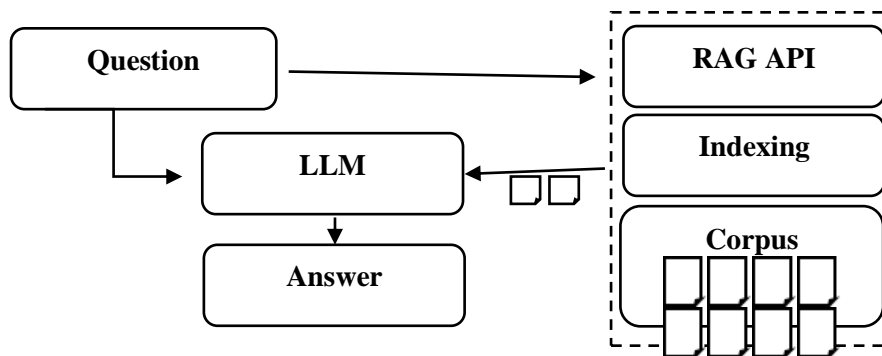 Question
RAG API
LLM
Indexing
Corpus
Answer